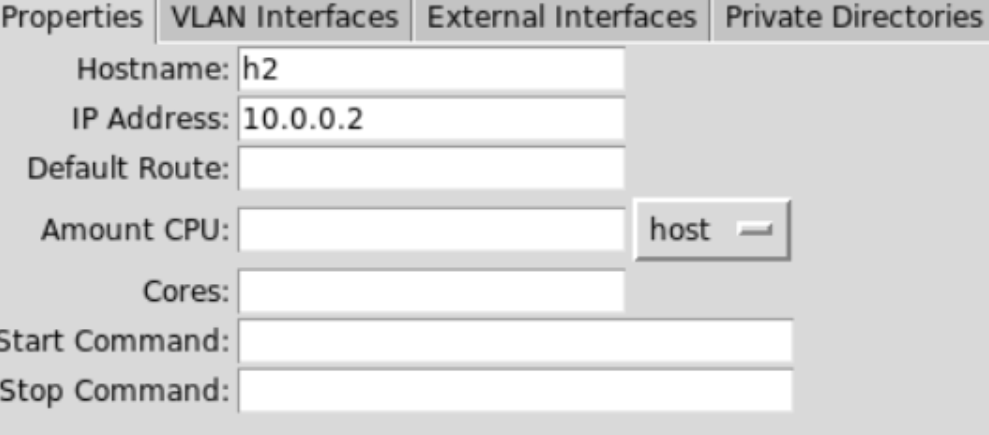 Properties VLAN Interfaces External Interfaces Private Directories
Hostname: h2
IP Address: 10.0.0.2
Default Route:
Amount CPU: host
Cores:
Start Command:
Stop Command: